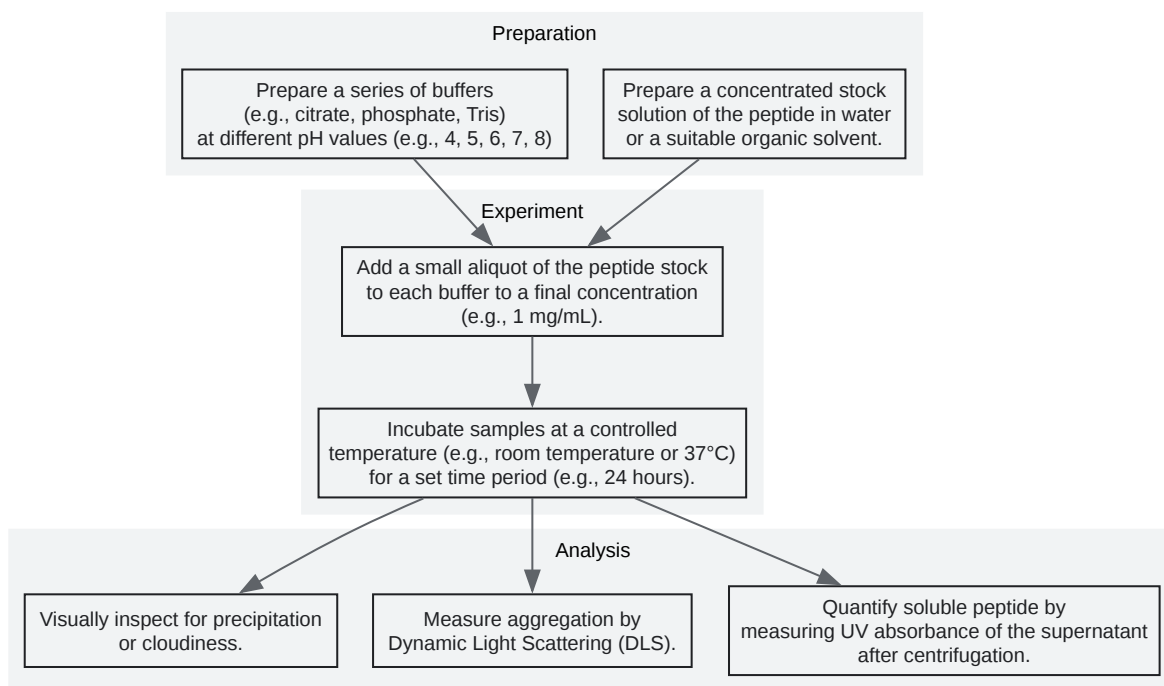 Preparation
Prepare a series of buffers
(e.g., citrate, phosphate, Tris)
at different pH values (e.g., 4, 5, 6, 7, 8)
Prepare a concentrated stock
solution of the peptide in water
or a suitable organic solvent.
Experiment
Add a small aliquot of the peptide stock
to each buffer to a final concentration
(e.g., 1 mg/mL).
Incubate samples at a controlled
temperature (e.g., room temperature or 37°C)
for a set time period (e.g., 24 hours).
Analysis
Visually inspect for precipitation
or cloudiness.
Measure aggregation by
Dynamic Light Scattering (DLS).
Quantify soluble peptide by
measuring UV absorbance of the supernatant
after centrifugation.